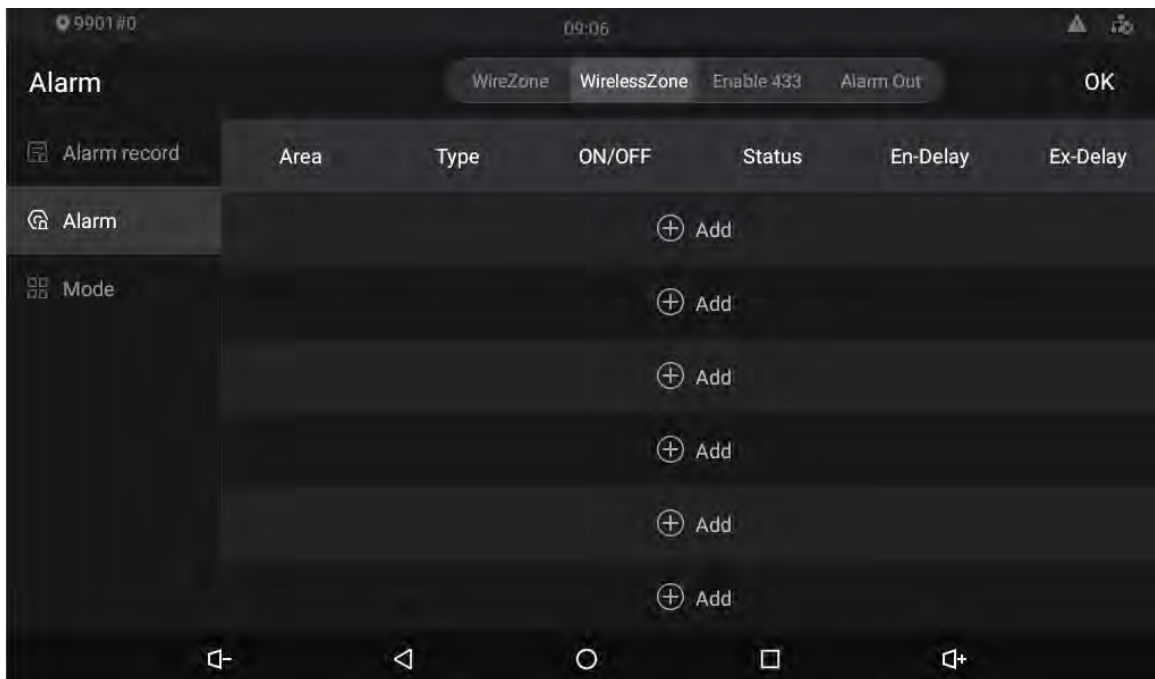 9901#0 09:06
Alarm WireZone WirelessZone Enable 433 Alarm Out OK
Alarm record Area Type ON/OFF Status En-Delay Ex-Delay
Alarm Add
Mode Add
Add
Add
Add
Add